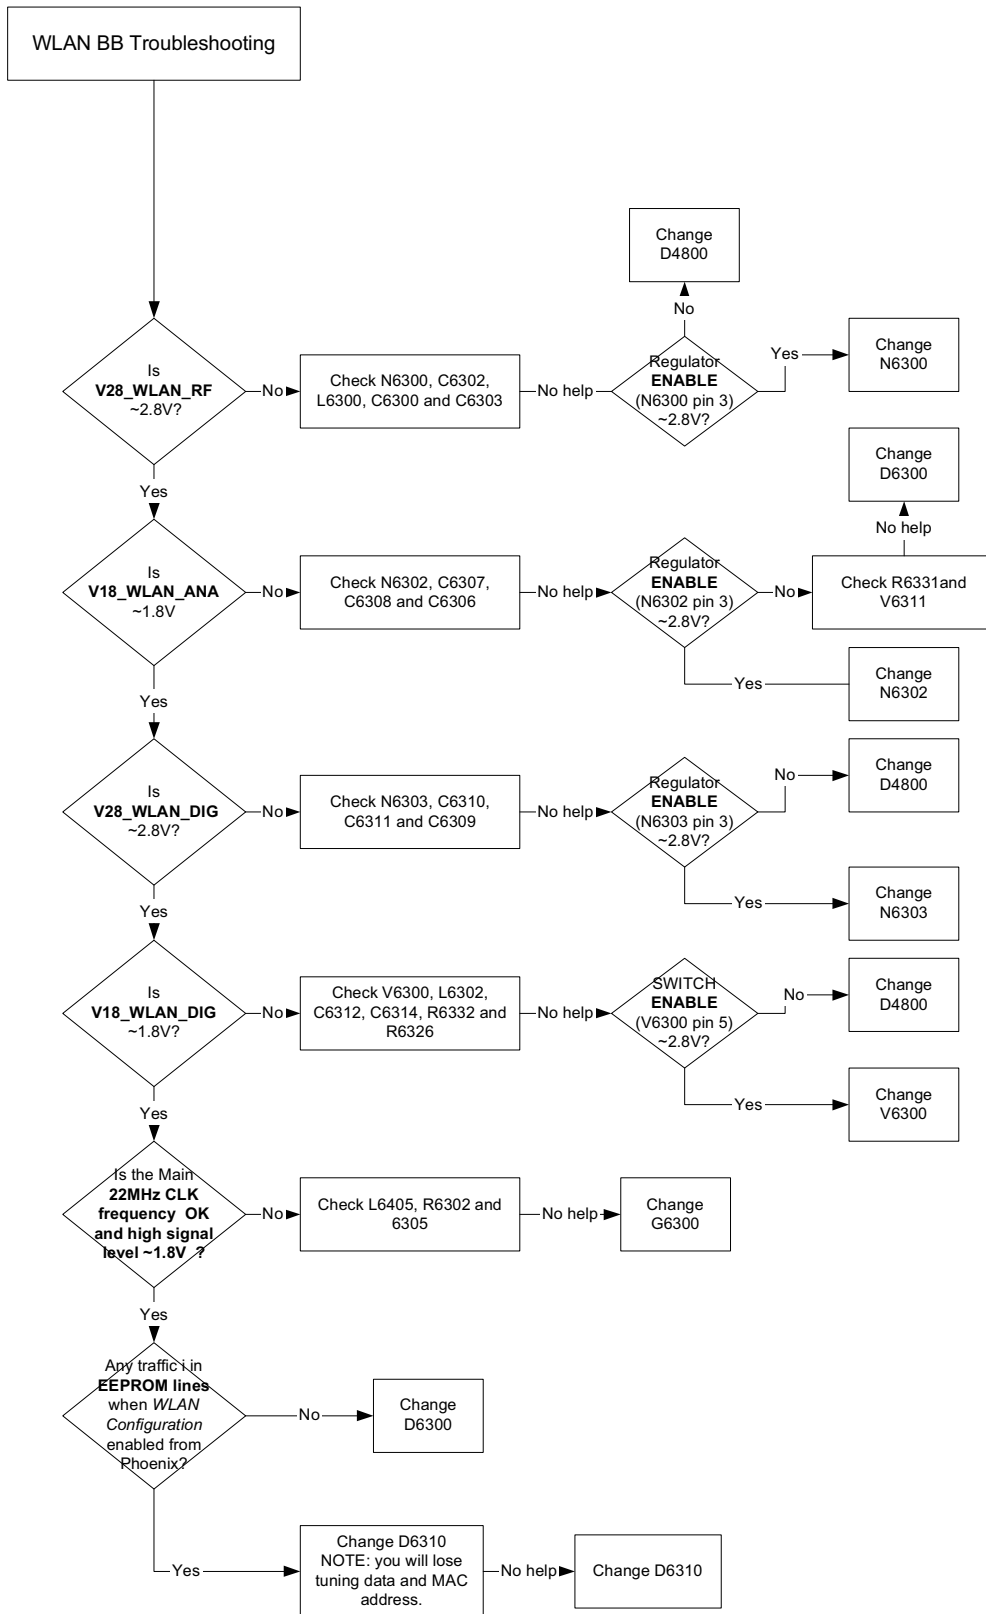 WLAN BB Troubleshooting
Change
D4800
No
Is
V28_WLAN_RF
~2.8V?
No
Check N6300, C6302,
L6300, C6300 and C6303
No help
Regulator
ENABLE
(N6300 pin 3)
~2.8V?
Yes
Change
N6300
Yes
Change
D6300
No help
Is
V18_WLAN_ANA
~1.8V
No
Check N6302, C6307,
C6308 and C6306
No help
Regulator
ENABLE
(N6302 pin 3)
~2.8V?
No
Check R6331and
V6311
Yes
Change
N6302
Yes
Is
V28_WLAN_DIG
~2.8V?
No
Check N6303, C6310,
C6311 and C6309
No help
Regulator
ENABLE
(N6303 pin 3)
~2.8V?
No
Change
D4800
Yes
Change
N6303
Yes
Is
V18_WLAN_DIG
~1.8V?
No
Check V6300, L6302,
C6312, C6314, R6332 and
R6326
No help
SWITCH
ENABLE
(V6300 pin 5)
~2.8V?
No
Change
D4800
Yes
Change
V6300
Yes
Is the Main
22MHz CLK
frequency OK
and high signal
level ~1.8V ?
No
Check L6405, R6302 and
6305
No help
Change
G6300
Yes
Any traffic i in
EEPROM lines
when WLAN
Configuration
enabled from
Phoenix?
No
Change
D6300
Yes
Change D6310
NOTE: you will lose
tuning data and MAC
address.
No help
Change D6310